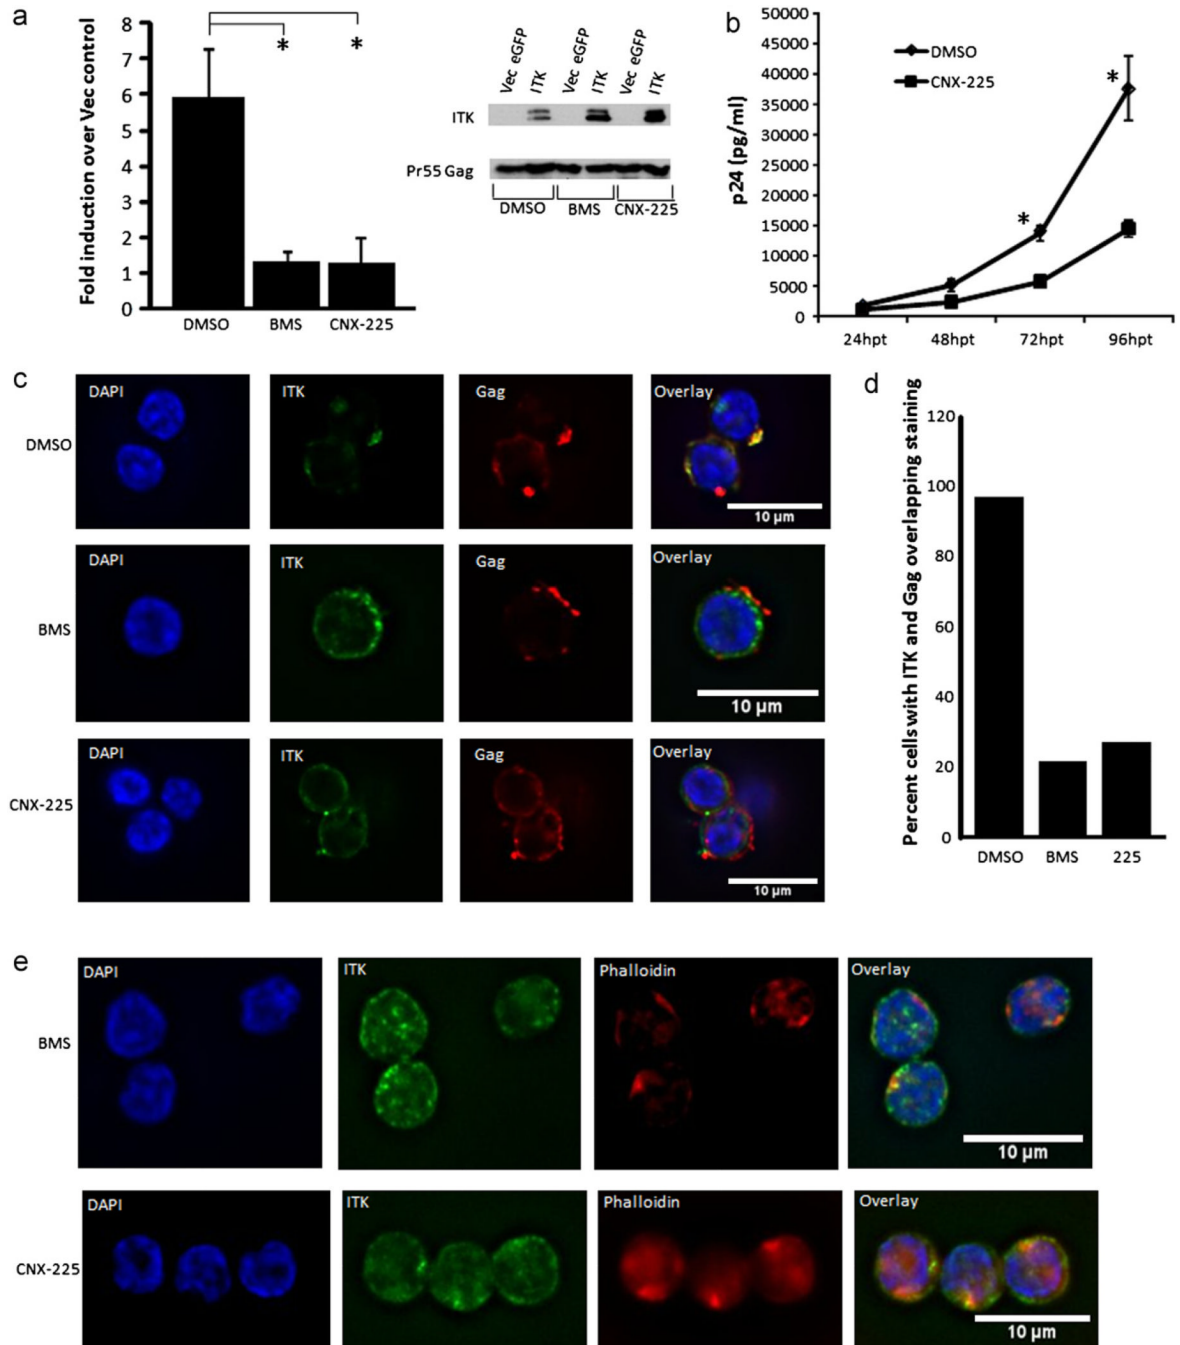 a
Fold induction over Vec control
8
7
6
5
4
3
2
1
0
*
*
DMSO
BMS
CNX-225
Vec eGFP
ITK
Vec eGFP
ITK
Vec eGFP
ITK
ITK
Pr55 Gag
DMSO
BMS
CNX-225
b
p24 (pg/ml)
50000
45000
40000
35000
30000
25000
20000
15000
10000
5000
0
DMSO
CNX-225
*
*
24hpt
48hpt
72hpt
96hpt
c
DMSO
DAPI
ITK
Gag
Overlay
10 µm
BMS
DAPI
ITK
Gag
Overlay
10 µm
CNX-225
DAPI
ITK
Gag
Overlay
10 µm
d
Percent cells with ITK and Gag overlapping staining
120
100
80
60
40
20
0
DMSO
BMS
225
e
BMS
DAPI
ITK
Phalloidin
Overlay
10 µm
CNX-225
DAPI
ITK
Phalloidin
Overlay
10 µm